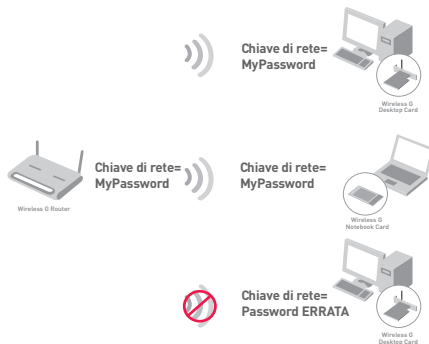 Chiave di rete=
MyPassword
Wireless G
Desktop Card
Chiave di rete=
MyPassword
Wireless G Router
Chiave di rete=
MyPassword
Wireless G
Notebook Card
Chiave di rete=
Password ERRATA
Wireless G
Desktop Card